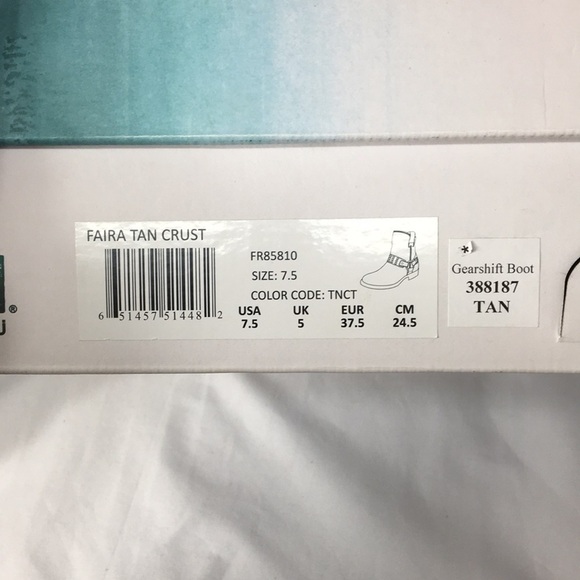 FAIRA TAN CRUST
6 51457 51448 2
FR85810
SIZE: 7.5
COLOR CODE: TNCT
USA UK EUR CM
7.5 5 37.5 24.5
*
Gearshift Boot
388187
TAN
®